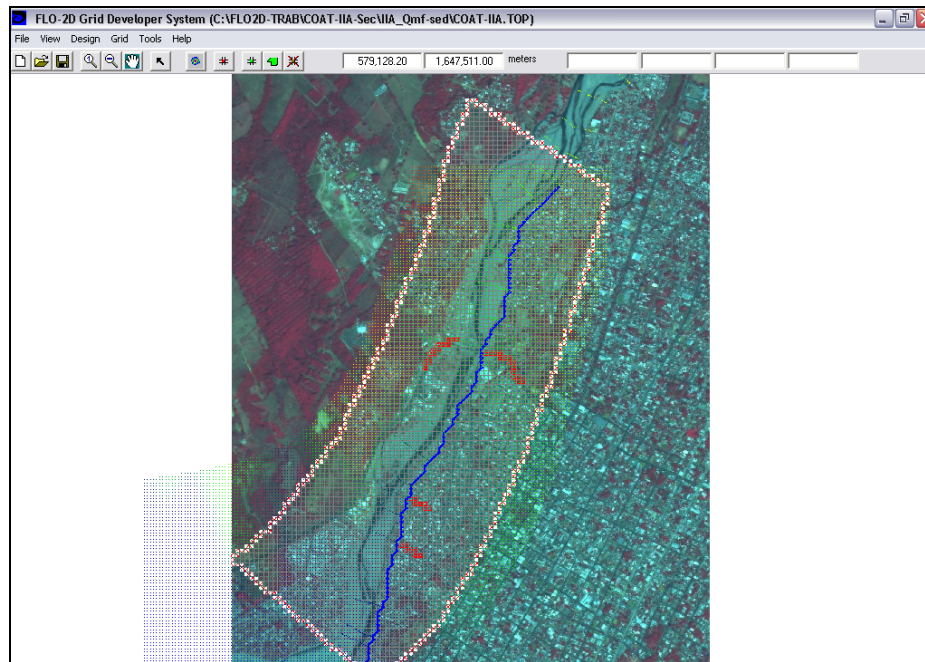 FLO-2D Grid Developer System (C:\FLO2D-TRAB\COAT-IIA-Sec\IIA_Qmf-sed\COAT-IIA.TOP)
File View Design Grid Tools Help
579,128.20 1,647,511.00 meters